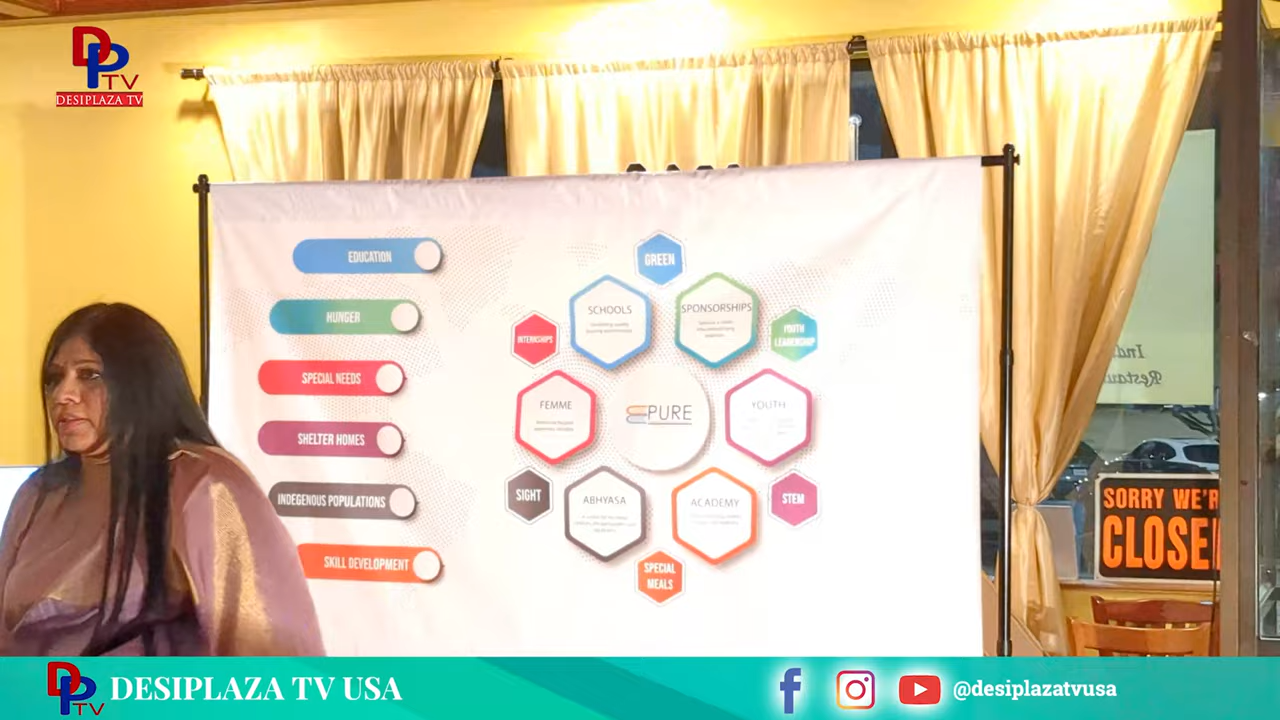 DP
TV
DESIPLAZA TV
EDUCATION
HUNGER
SPECIAL NEEDS
SHELTER HOMES
INDEGENOUS POPULATIONS
SKILL DEVELOPMENT
GREEN
SCHOOLS
SPONSORSHIPS
INTERNSHIPS
YOUTH
LEADERSHIP
FEMME
PURE
YOUTH
SIGHT
ABHYASA
ACADEMY
STEM
SPECIAL
MEALS
SORRY WE'R
CLOSE
DP
TV
DESIPLAZA TV USA
@desiplazatvusa